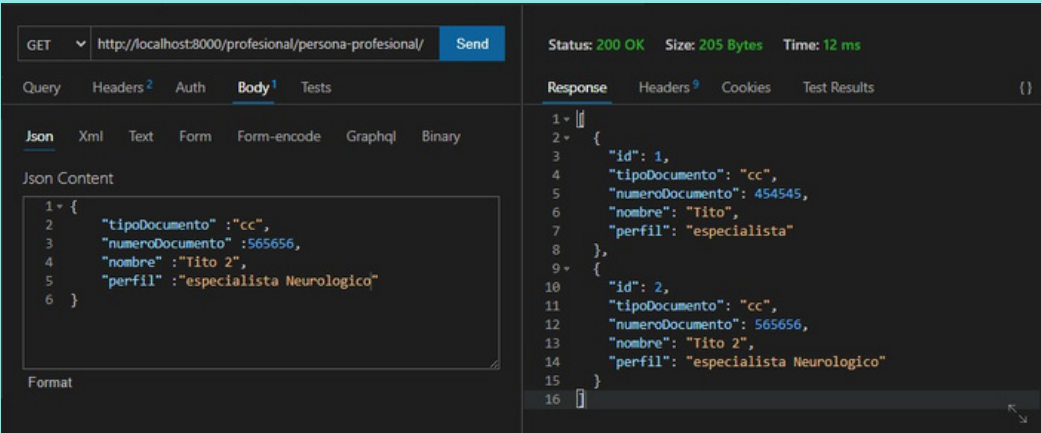 GET http://localhost:8000/profesional/persona-profesional/ Send
Query Headers 2 Auth Body 1 Tests
Json Xml Text Form Form-encode Graphql Binary
Json Content
1 {
2 "tipoDocumento" :"cc",
3 "numeroDocumento" :565656,
4 "nombre" :"Tito 2",
5 "perfil" :"especialista Neurologico"
6 }
Format
Status: 200 OK Size: 205 Bytes Time: 12 ms
Response Headers 9 Cookies Test Results {}
1 [
2 {
3 "id": 1,
4 "tipoDocumento": "cc",
5 "numeroDocumento": 454545,
6 "nombre": "Tito",
7 "perfil": "especialista"
8 },
9 {
10 "id": 2,
11 "tipoDocumento": "cc",
12 "numeroDocumento": 565656,
13 "nombre": "Tito 2",
14 "perfil": "especialista Neurologico"
15 }
16 ]